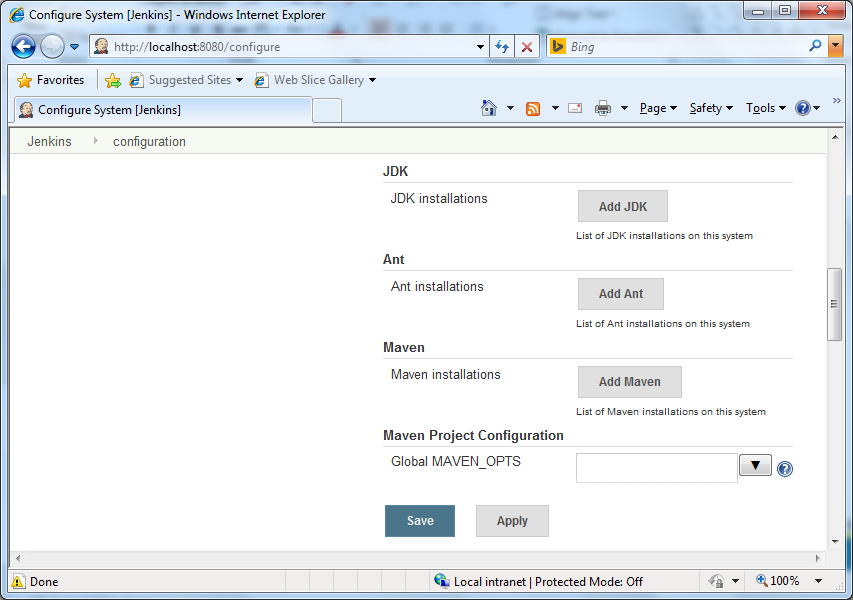 Configure System [Jenkins] - Windows Internet Explorer
http://localhost:8080/configure
Bing
Favorites
Suggested Sites
Web Slice Gallery
Configure System [Jenkins]
Page
Safety
Tools
Jenkins
configuration
JDK
JDK installations
Add JDK
List of JDK installations on this system
Ant
Ant installations
Add Ant
List of Ant installations on this system
Maven
Maven installations
Add Maven
List of Maven installations on this system
Maven Project Configuration
Global MAVEN_OPTS
Save
Apply
Done
Local intranet | Protected Mode: Off
100%